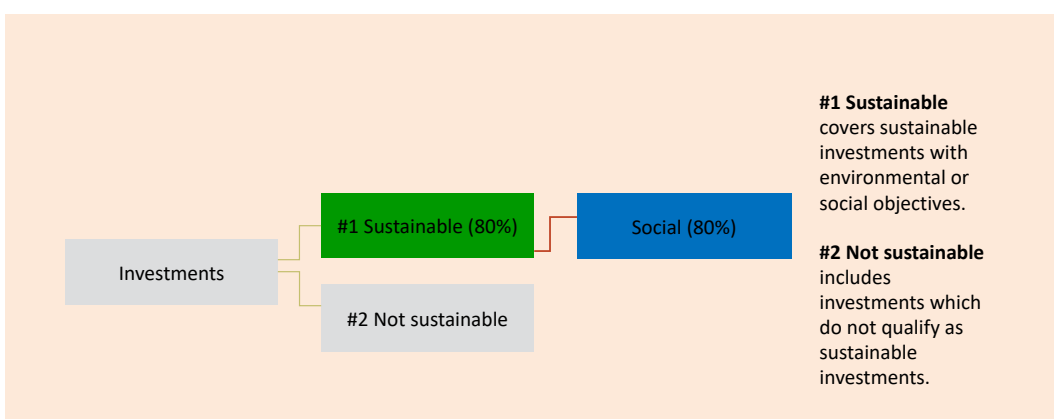 Investments
#1 Sustainable (80%)
#2 Not sustainable
Social (80%)
#1 Sustainable
covers sustainable
investments with
environmental or
social objectives.
#2 Not sustainable
includes
investments which
do not qualify as
sustainable
investments.